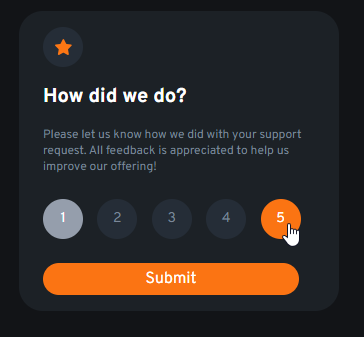 How did we do?
Please let us know how we did with your support
request. All feedback is appreciated to help us
improve our offering!
1 2 3 4 5
Submit